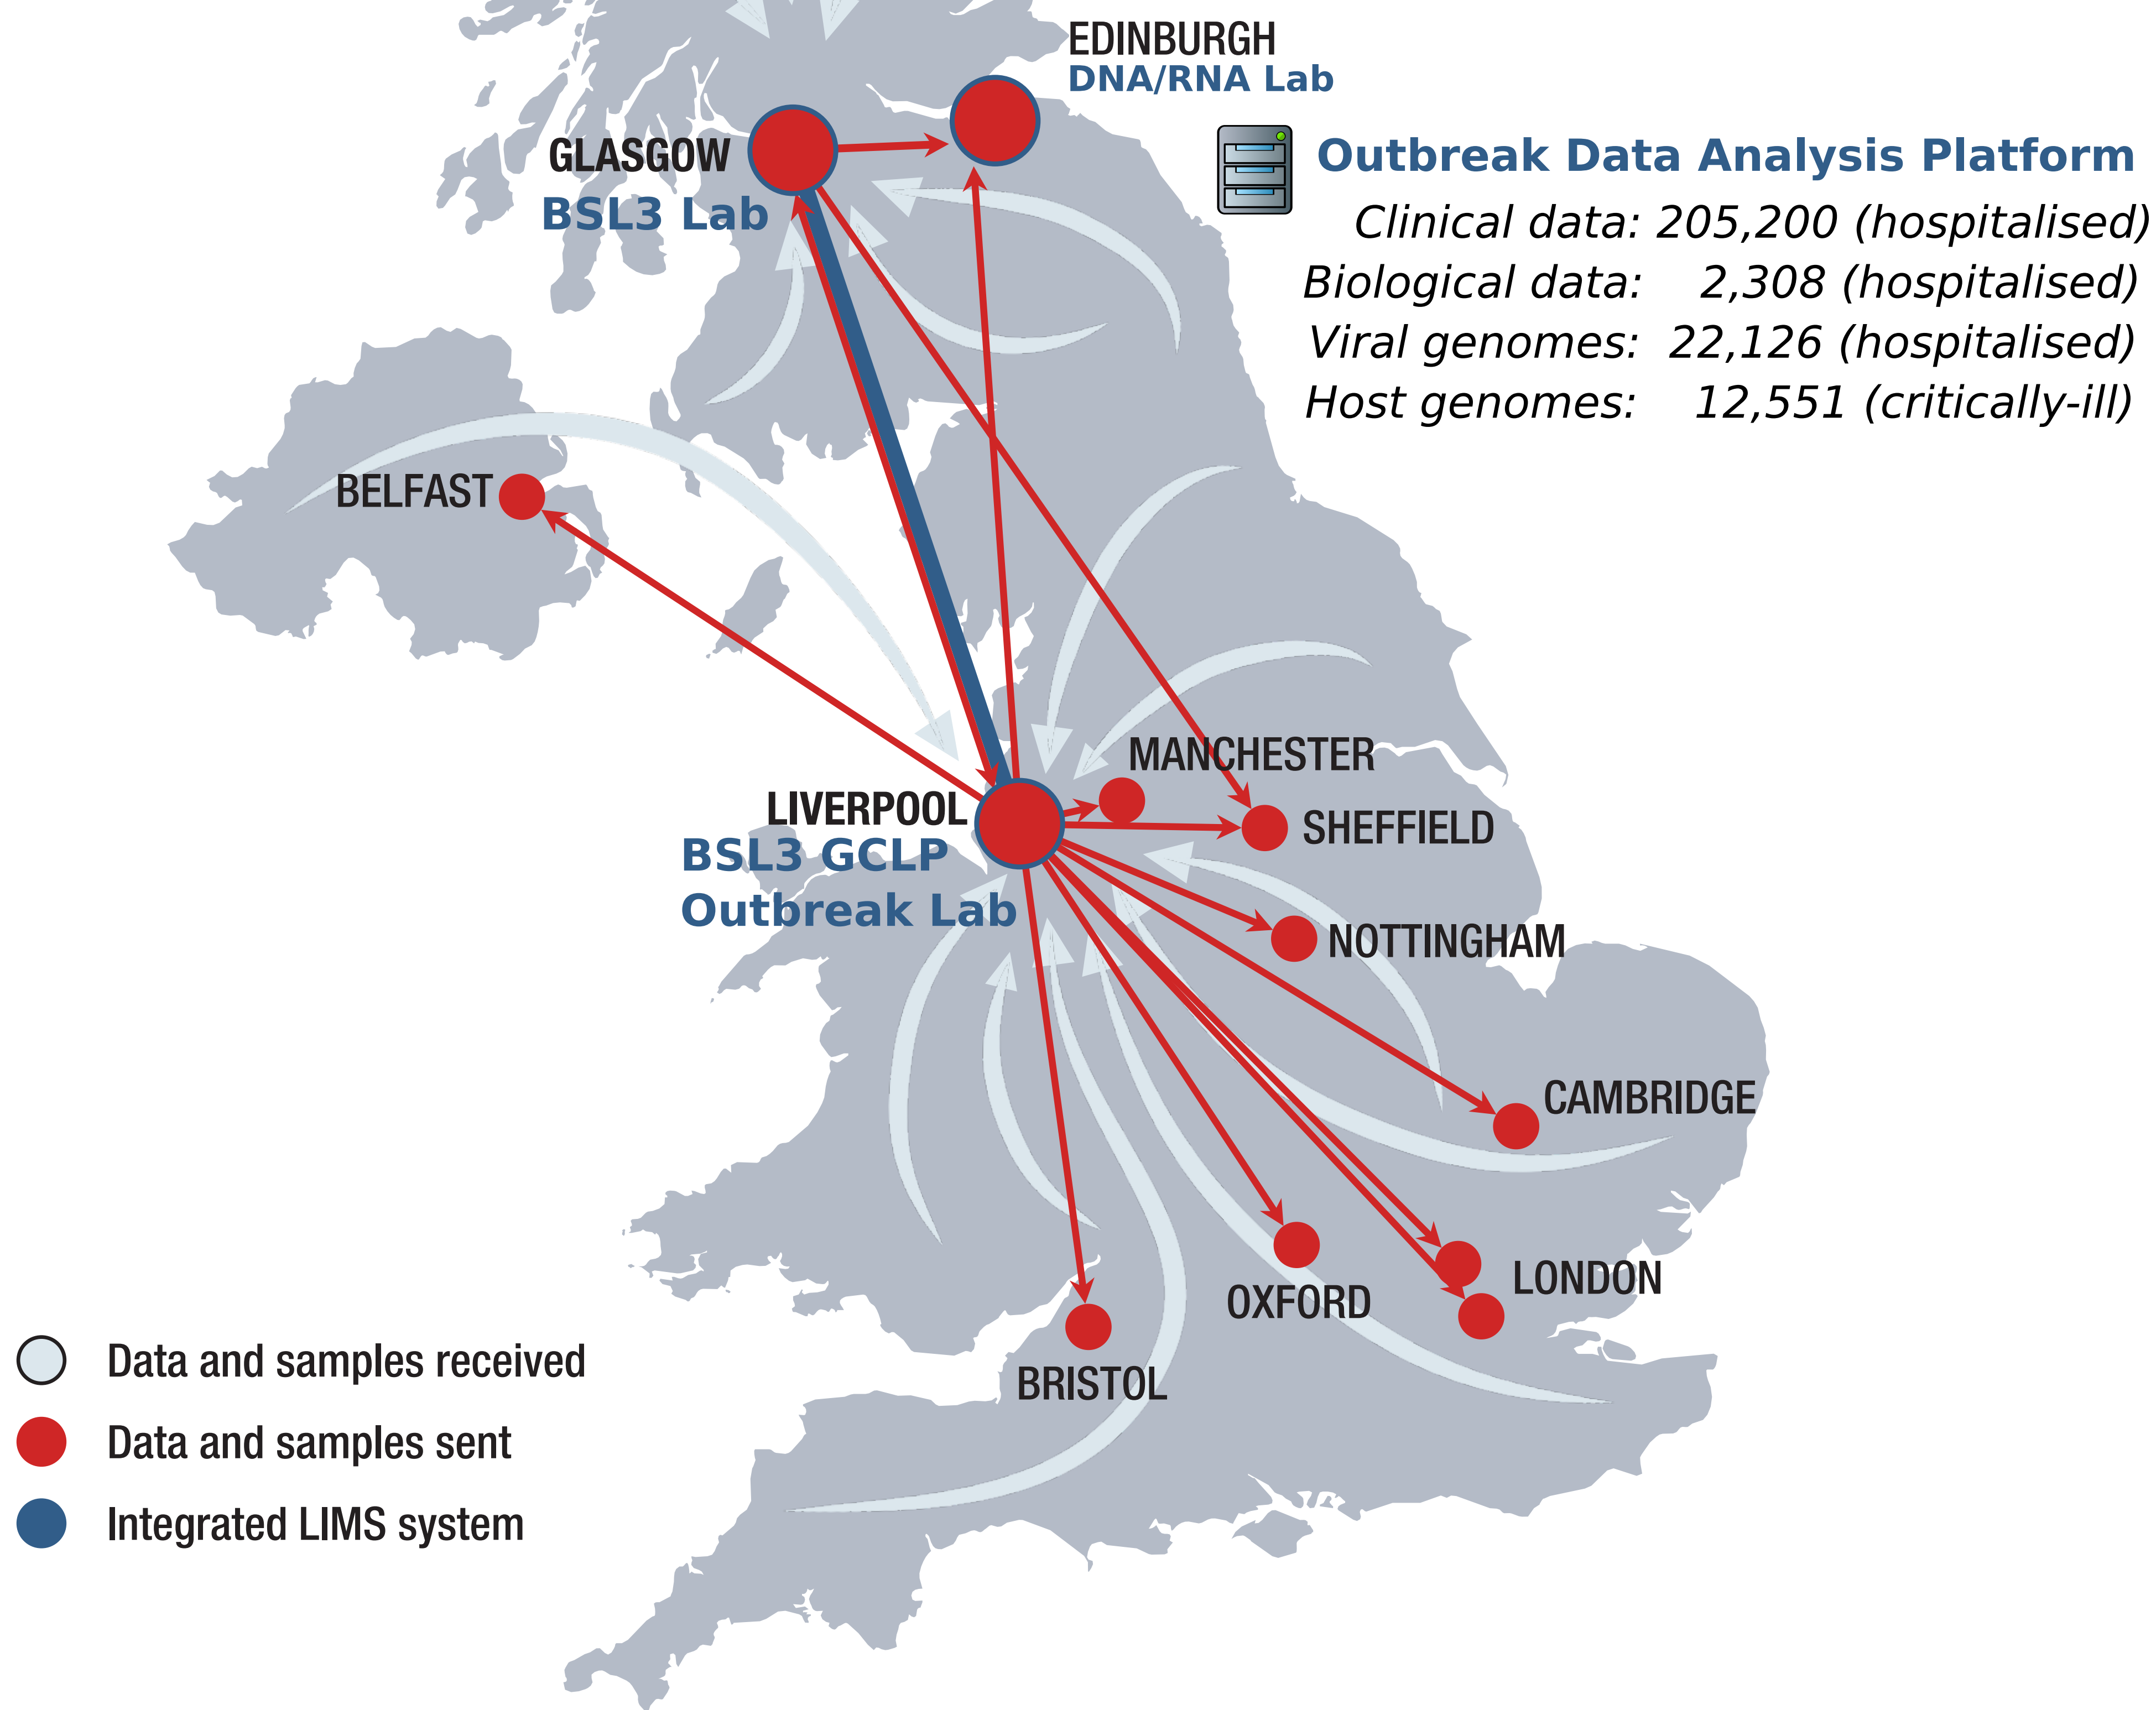 EDINBURGH
DNA/RNA Lab
GLASGOW
BSL3 Lab
Outbreak Data Analysis Platform
Clinical data: 205,200 (hospitalised)
Biological data: 2,308 (hospitalised)
Viral genomes: 22,126 (hospitalised)
Host genomes: 12,551 (critically-ill)
BELFAST
MANCHESTER
LIVERPOOL
BSL3 GCLP
Outbreak Lab
SHEFFIELD
NOTTINGHAM
CAMBRIDGE
LONDON
OXFORD
BRISTOL
Data and samples received
Data and samples sent
Integrated LIMS system